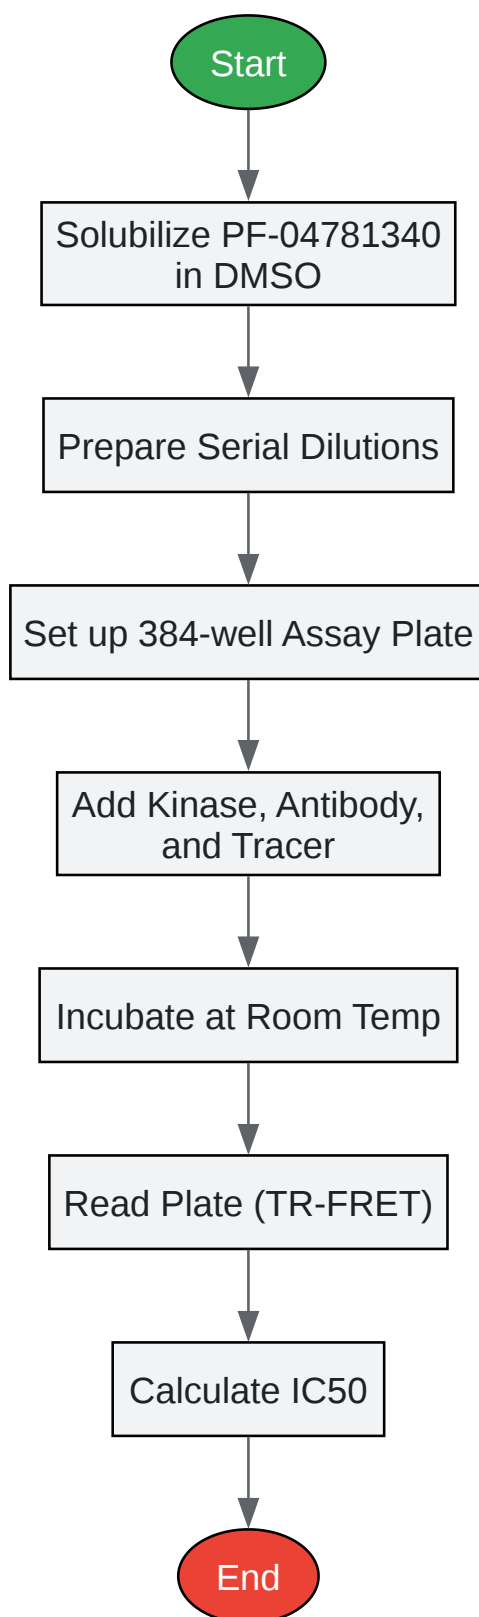 Start
Solubilize PF-04781340
in DMSO
Prepare Serial Dilutions
Set up 384-well Assay Plate
Add Kinase, Antibody,
and Tracer
Incubate at Room Temp
Read Plate (TR-FRET)
Calculate IC50
End